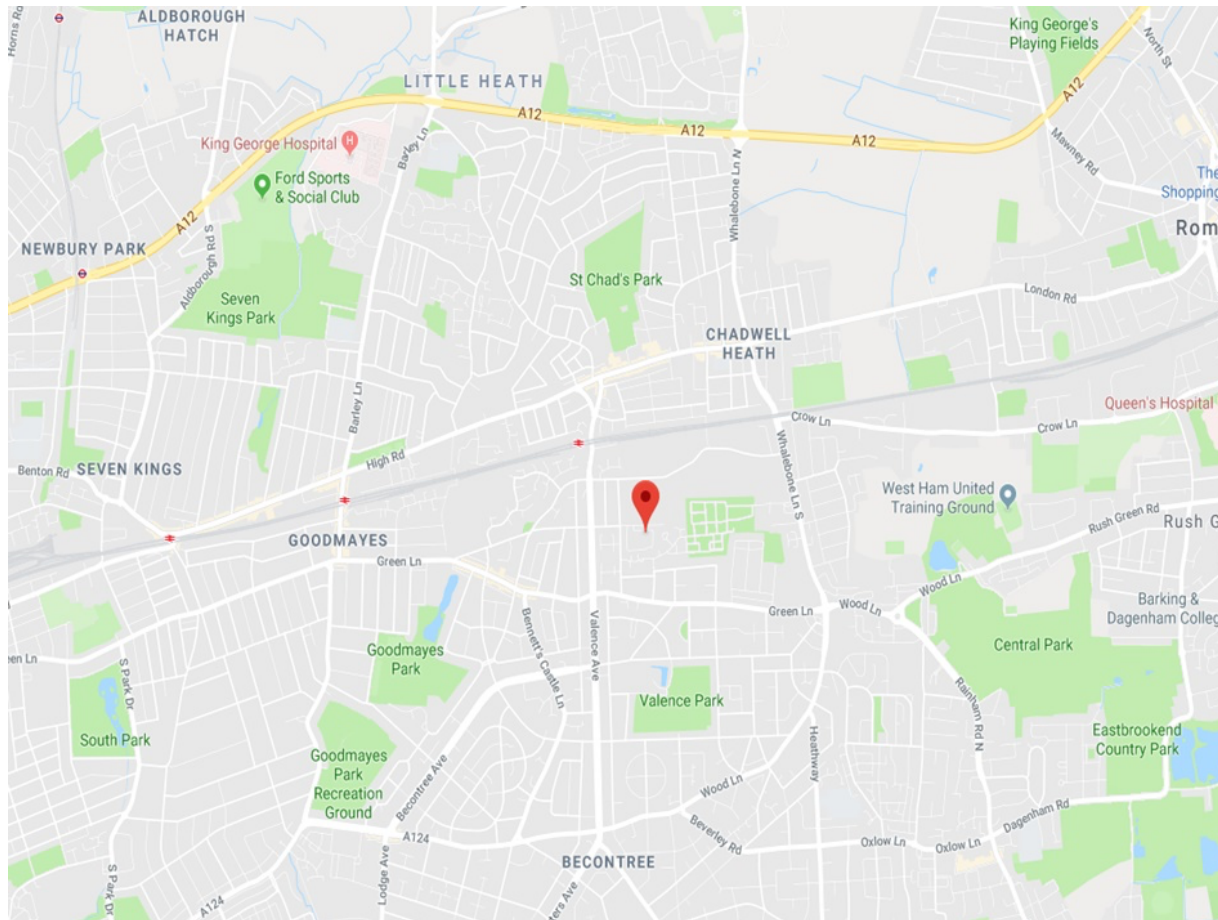 ALDBOROUGH
HATCH
Horns Ro
LITTLE HEATH
King George's
Playing Fields
North St
A12
A12
A12
A12
King George Hospital
H
Barley Ln
Whalebone Ln N
Mawney Rd
Ford Sports
& Social Club
The
Shopping
A12
Aldborough Rd S
Rom
NEWBURY PARK
St Chad's Park
Seven
Kings Park
London Rd
CHADWELL
HEATH
Barley Ln
Queen's Hospital
Crow Ln
Crow Ln
High Rd
Whalebone Ln S
Benton Rd
SEVEN KINGS
West Ham United
Training Ground
Rush Green Rd
Rush G
GOODMAYES
Green Ln
Wood Ln
Green Ln
Wood Ln
Barking &
Dagenham Colleg
Bennett's Castle Ln
Valence Ave
Goodmayes
Park
Central Park
een Ln
S Park Dr
Valence Park
Rainham Rd N
South Park
Heathway
Eastbrookend
Country Park
Goodmayes
Park
Recreation
Ground
Becontree Ave
Wood Ln
Dagenham Rd
A124
Beverley Rd
Oxlow Ln
Oxlow Ln
BECONTREE
S Park Dr
Lodge Ave
A124
ters Ave